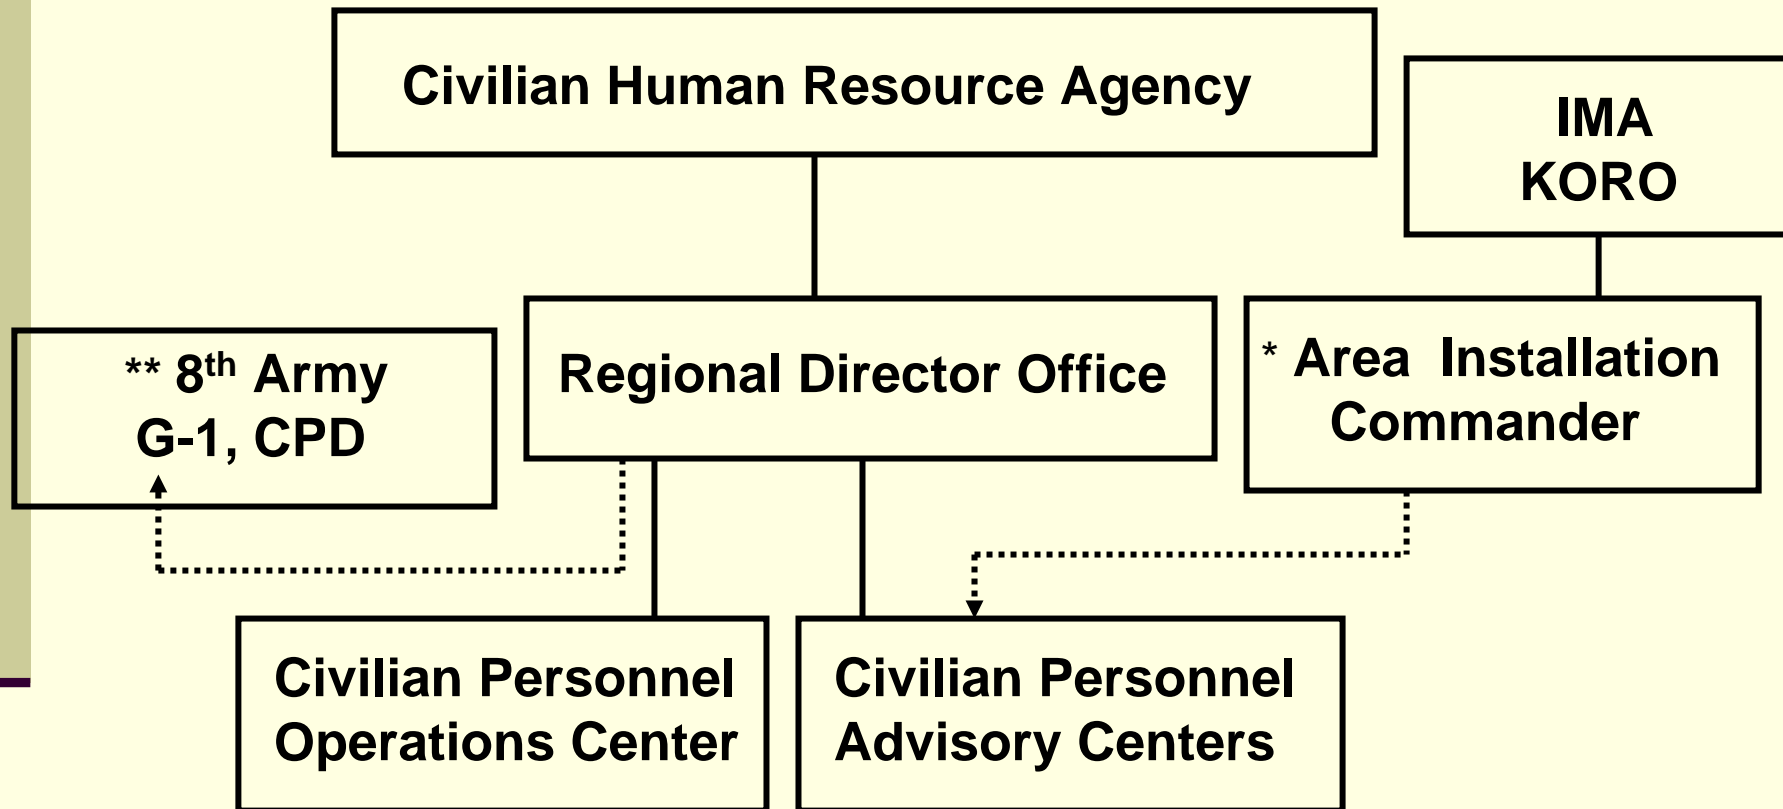 Civilian Human Resource Agency
IMA
KORO
** 8th Army
G-1, CPD
Regional Director Office
* Area Installation
Commander
Civilian Personnel
Operations Center
Civilian Personnel
Advisory Centers